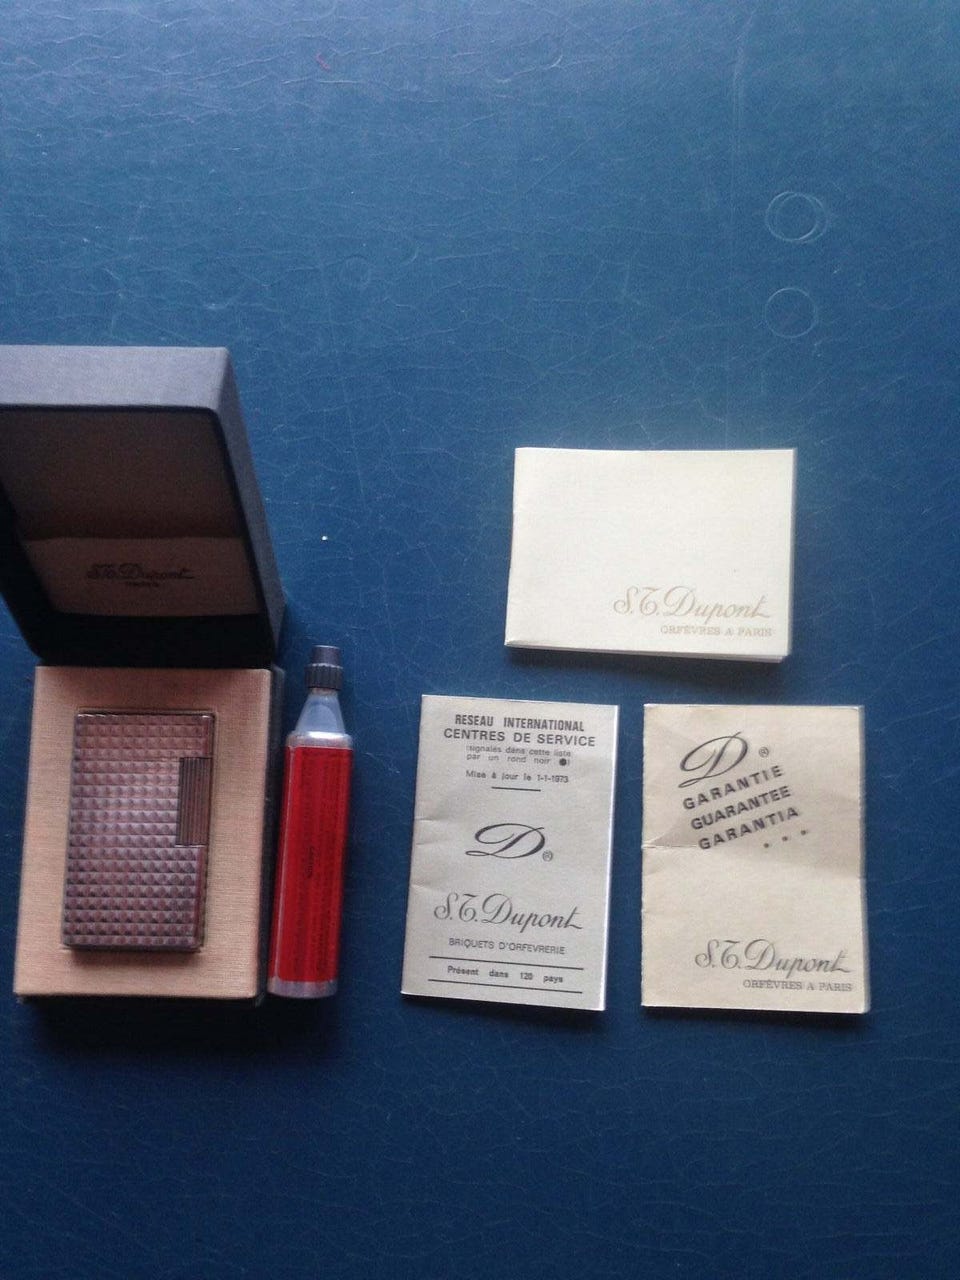 S.T. Dupont
S.T. Dupont
ORFÈVRES A PARIS
RESEAU INTERNATIONAL
CENTRES DE SERVICE
(signalés dans cette liste
par un rond noir ●)
Mise à jour le 1-1-1973
D®
S.T. Dupont
BRIQUETS D'ORFEVRERIE
Présent dans 120 pays
D®
GARANTIE
GUARANTEE
GARANTIA
...
S.T. Dupont
ORFÈVRES A PARIS